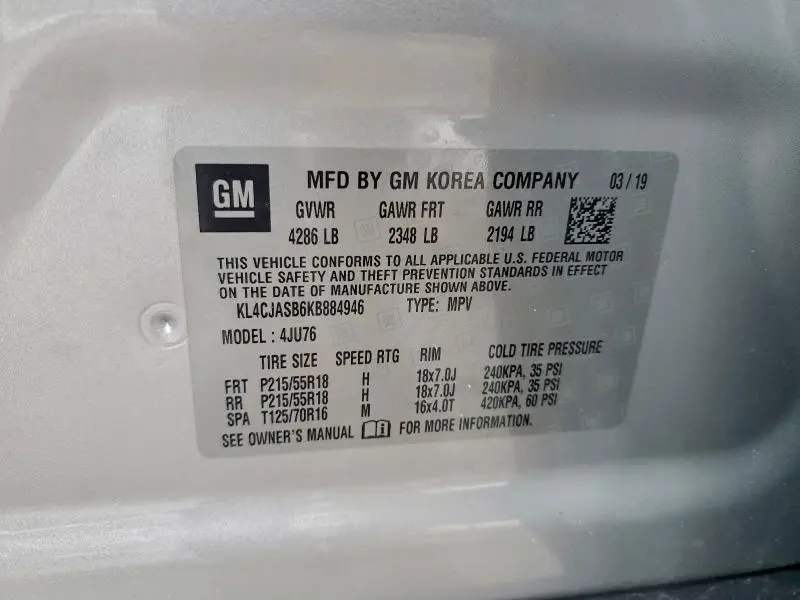 GM MFD BY GM KOREA COMPANY 03 / 19
GVWR GAWR FRT GAWR RR
4286 LB 2348 LB 2194 LB
THIS VEHICLE CONFORMS TO ALL APPLICABLE U.S. FEDERAL MOTOR
VEHICLE SAFETY AND THEFT PREVENTION STANDARDS IN EFFECT
ON THE DATE OF MANUFACTURE SHOWN ABOVE.
KL4CJASB6KB884946 TYPE: MPV
MODEL : 4JU76
TIRE SIZE SPEED RTG RIM COLD TIRE PRESSURE
FRT P215/55R18 H 18x7.0J 240KPA, 35 PSI
RR P215/55R18 H 18x7.0J 240KPA, 35 PSI
SPA T125/70R16 M 16x4.0T 420KPA, 60 PSI
SEE OWNER'S MANUAL FOR MORE INFORMATION.